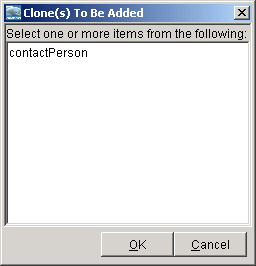 Clone(s) To Be Added
Select one or more items from the following:
contactPerson
OK
Cancel